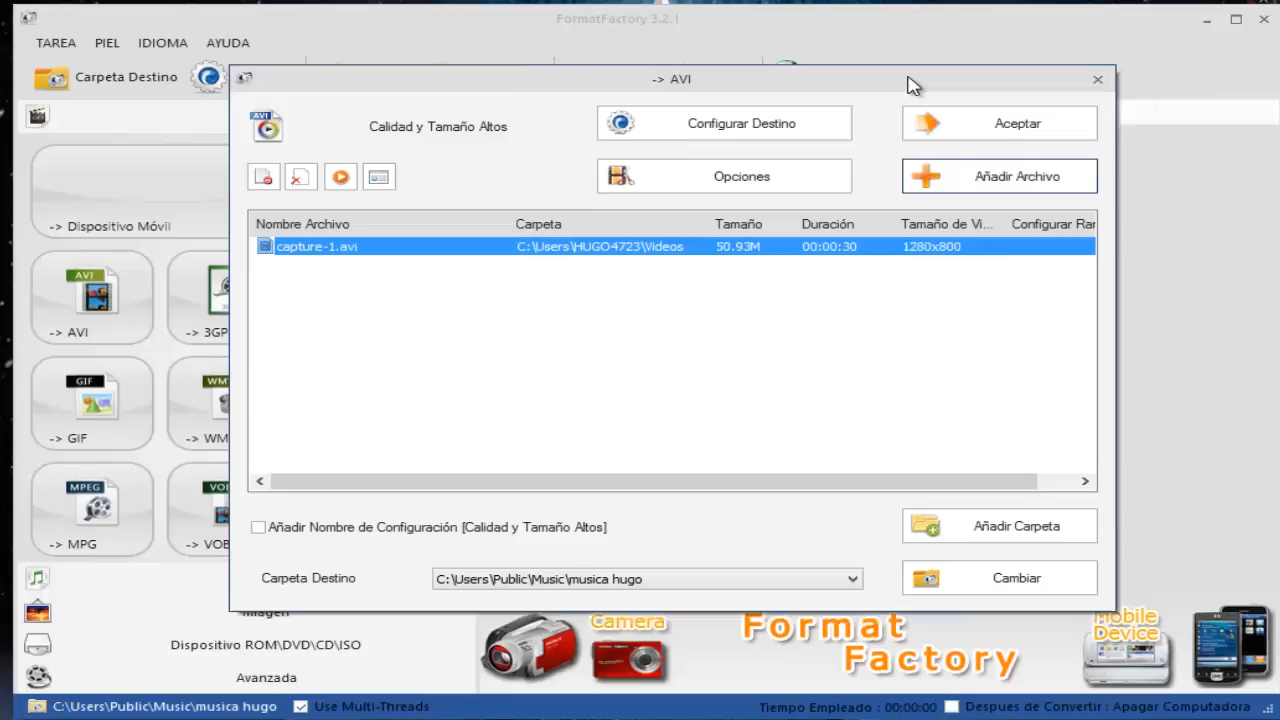 FormatFactory 3.2.1
TAREA PIEL IDIOMA AYUDA
Carpeta Destino
-> AVI
AVI
Calidad y Tamaño Altos
Configurar Destino
Aceptar
Opciones
Añadir Archivo
Nombre Archivo Carpeta Tamaño Duración Tamaño de Vi... Configurar Ran
capture-1.avi C:\Users\HUGO4723\Videos 50.93M 00:00:30 1280x800
-> Dispositivo Móvil
AVI
-> AVI
-> 3GP
GIF
-> GIF
WM
-> WM
MPEG
-> MPG
VO
-> VOB
Añadir Nombre de Configuración [Calidad y Tamaño Altos]
Añadir Carpeta
Carpeta Destino
C:\Users\Public\Music\musica hugo
Cambiar
Imagen
Dispositivo ROM\DVD\CD\ISO
Avanzada
Camera
Format
Factory
Mobile
Device
C:\Users\Public\Music\musica hugo
Use Multi-Threads
Tiempo Empleado : 00:00:00
Despues de Convertir : Apagar Computadora